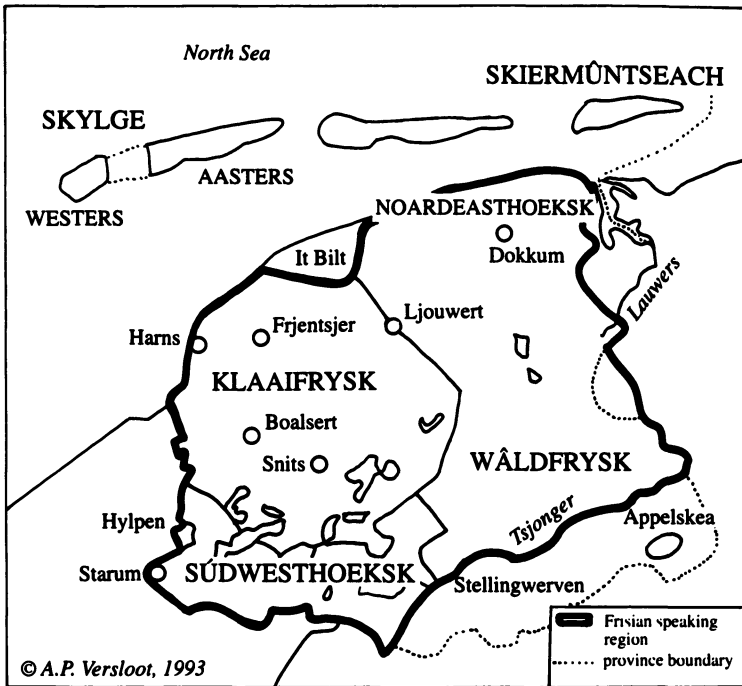 North Sea
SKIERMÛNTSEACH
SKYLGE
AASTERS
WESTERS
NOARDEASTHOEKSK
Dokkum
It Bilt
Lauwers
Ljouwert
Harns
Frjentsjer
KLAAIFRYSK
Boalsert
Snits
WÂLDFRYSK
Hylpen
Tsjonger
Appelskea
Starum
SÚDWESTHOEKSK
Stellingwerven
Frisian speaking
region
province boundary
© A.P. Versloot, 1993